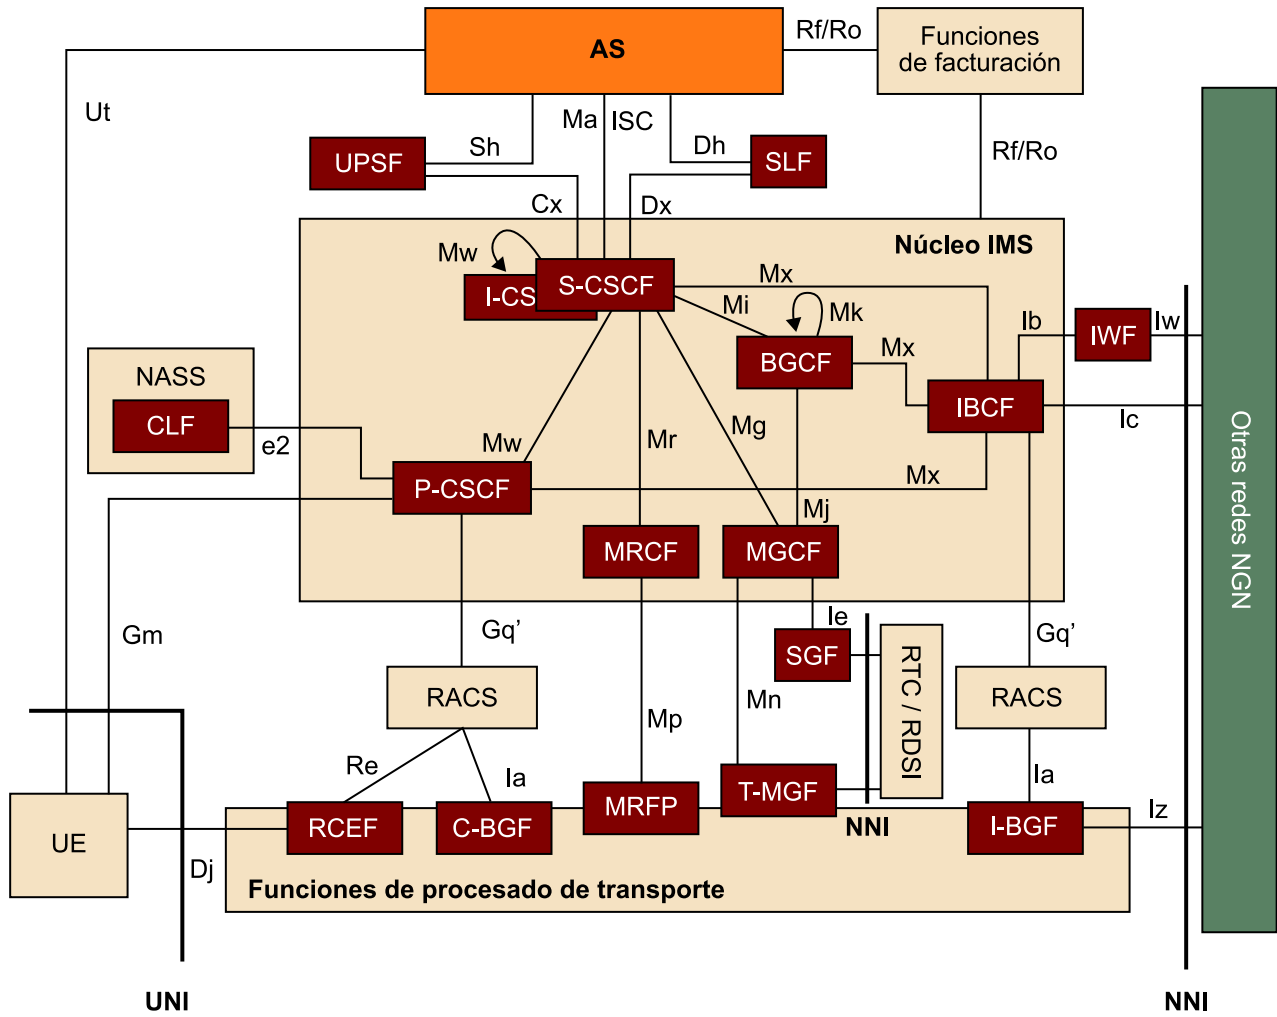 AS
Rf/Ro
Funciones
de facturación
Ut
Ma
ISC
Sh
Dh
UPSF
SLF
Rf/Ro
Cx
Dx
Núcleo IMS
Mw
I-CS
S-CSCF
Mx
Mi
Mk
Ib
IWF
Iw
BGCF
Mx
NASS
CLF
IBCF
Ic
e2
Mw
Mr
Mg
Otras redes NGN
P-CSCF
Mx
Mj
MRCF
MGCF
Gm
Gq’
Ie
Gq’
SGF
RTC / RDSI
RACS
RACS
Mp
Mn
Re
Ia
Ia
T-MGF
MRFP
UE
RCEF
C-BGF
NNI
I-BGF
Iz
Dj
Funciones de procesado de transporte
UNI
NNI